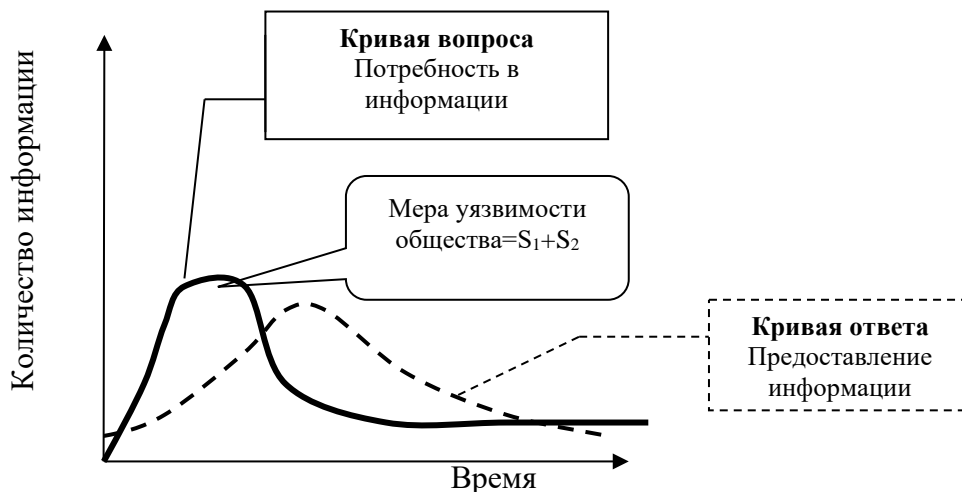 Кривая вопроса
Потребность в
информации
Количество информации
Мера уязвимости
общества=S₁+S₂
Кривая ответа
Предоставление
информации
Время